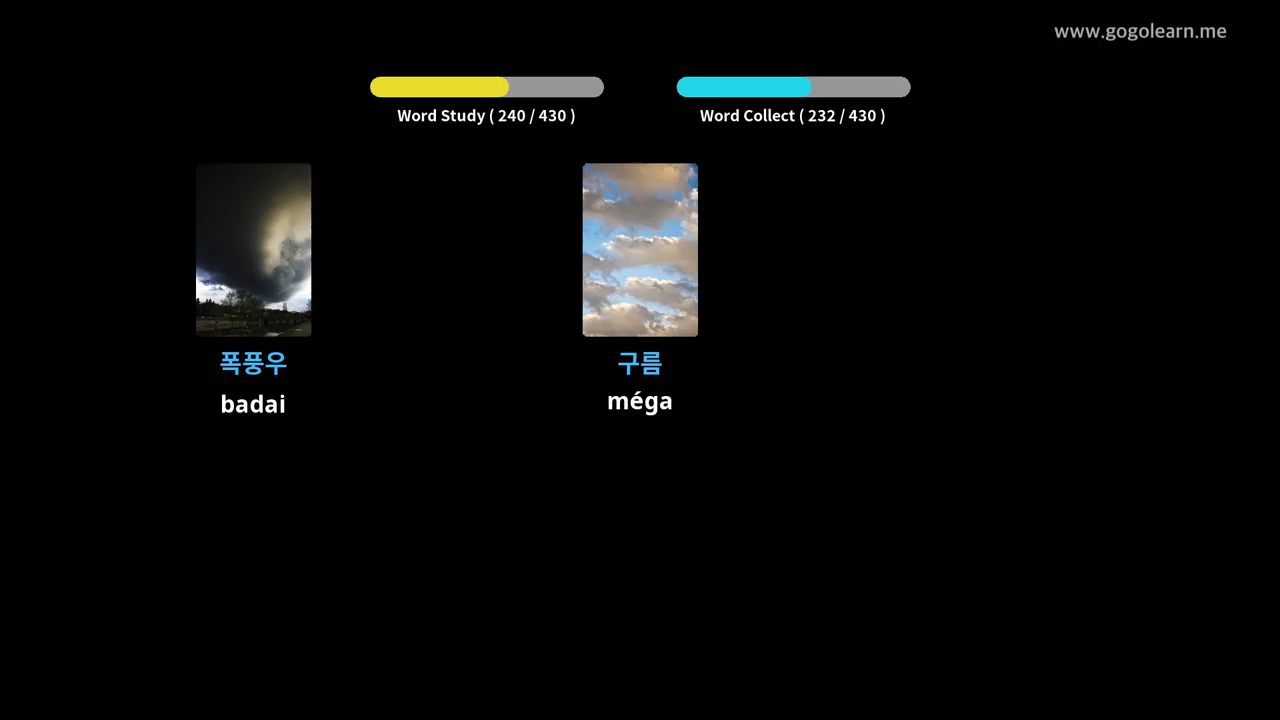 www.gogolearn.me
Word Study ( 240 / 430 )
Word Collect ( 232 / 430 )
폭풍우
badai
구름
méga